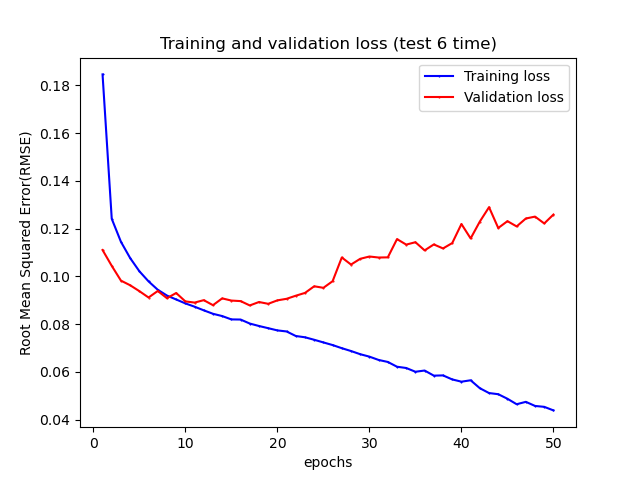 Training and validation loss (test 6 time)
Training loss
Validation loss
Root Mean Squared Error(RMSE)
0.18
0.16
0.14
0.12
0.10
0.08
0.06
0.04
0 10 20 30 40 50
epochs